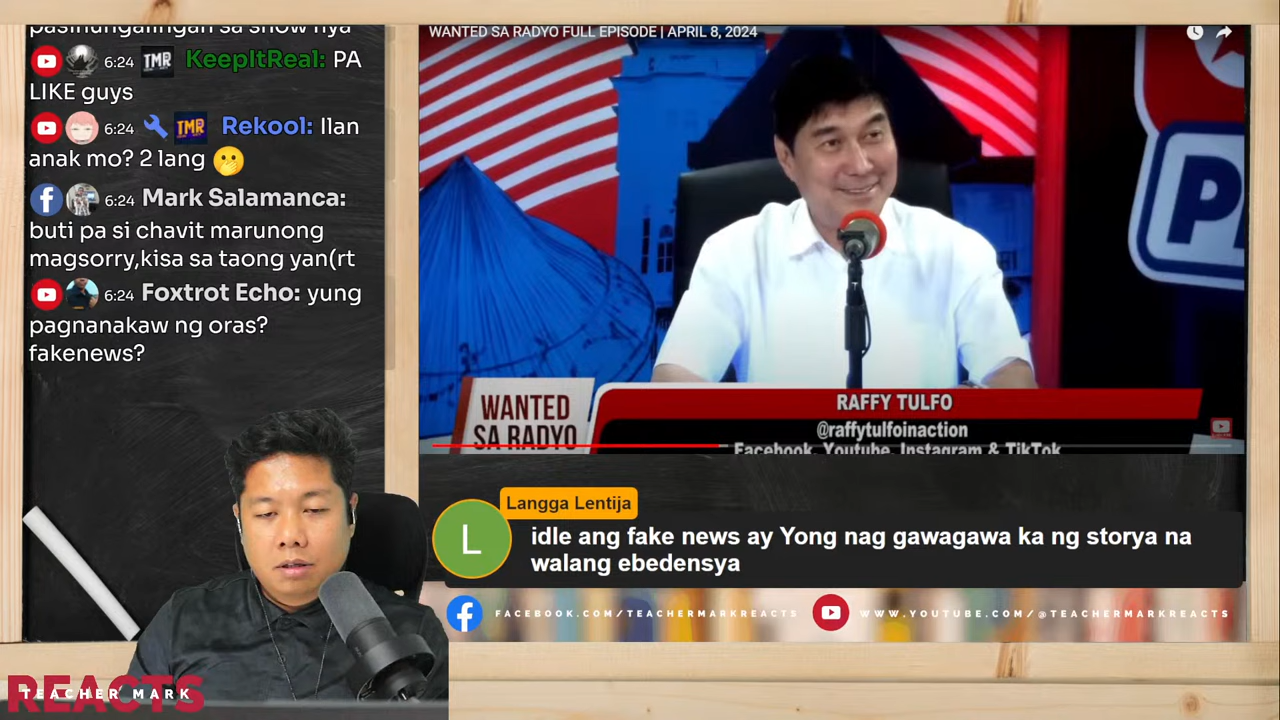 pasinungalingan sa show nya
6:24 TMR KeepItReal: PA
LIKE guys
6:24 TMR Rekool: Ilan
anak mo? 2 lang
6:24 Mark Salamanca:
buti pa si chavit marunong
magsorry,kisa sa taong yan(rt
6:24 Foxtrot Echo: yung
pagnanakaw ng oras?
fakenews?
WANTED SA RADYO FULL EPISODE | APRIL 8, 2024
P
WANTED
SA RADYO
RAFFY TULFO
@raffytulfoinaction
Facebook, Youtube, Instagram & TikTok
Langga Lentija
L
idle ang fake news ay Yong nag gawagawa ka ng storya na
walang ebedensya
FACEBOOK.COM/TEACHERMARKREACTS
WWW.YOUTUBE.COM/@TEACHERMARKREACTS
TEACHER MARK
REACTS